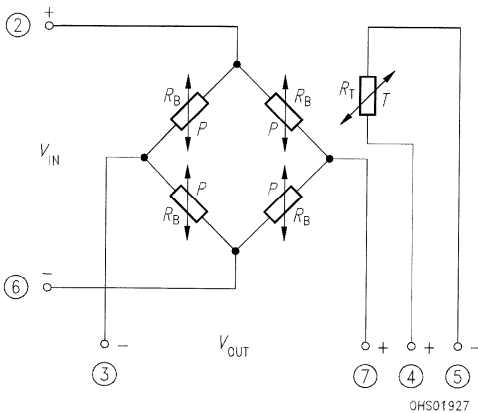 2 +
R_B P
R_B P
R_T T
V_IN
P R_B
P R_B
6 −
V_OUT
− + + −
3 7 4 5
OHS01927